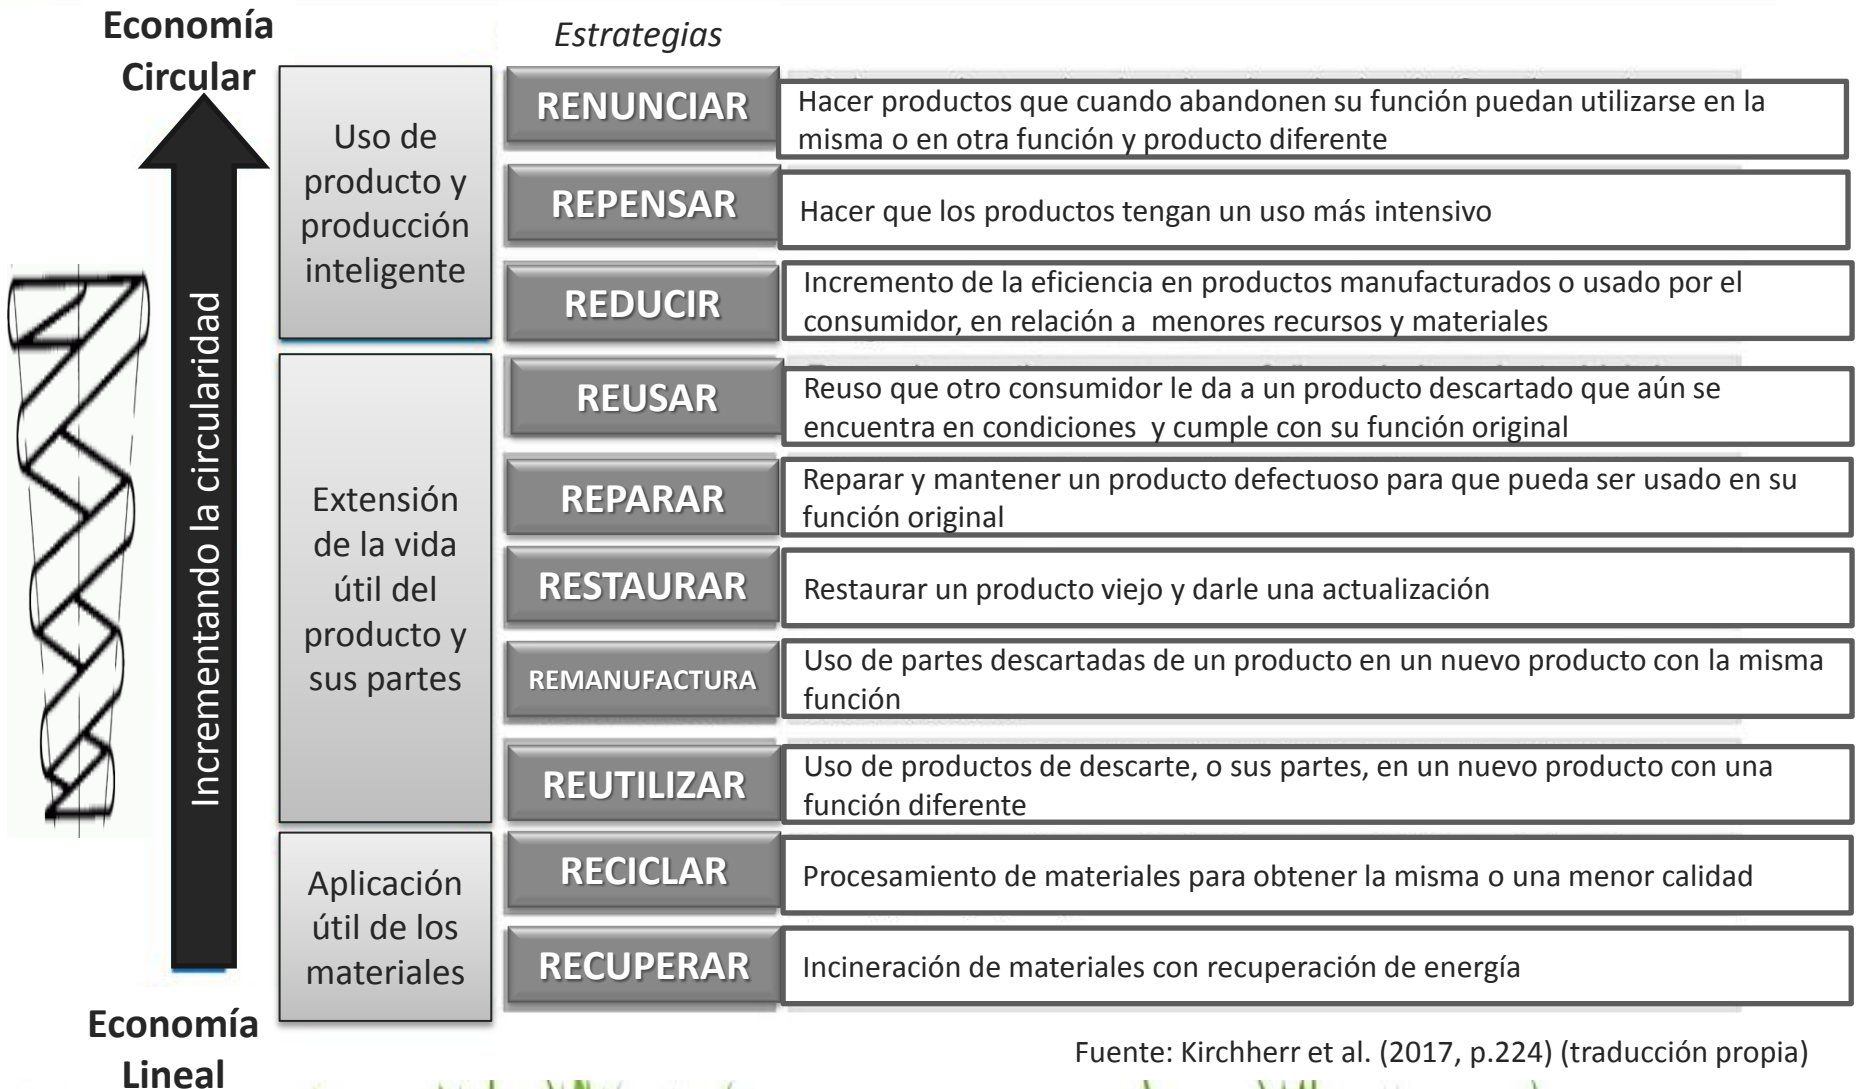 Economía
Circular
Estrategias
Incrementando la circularidad
Uso de
producto y
producción
inteligente
RENUNCIAR
Hacer productos que cuando abandonen su función puedan utilizarse en la
misma o en otra función y producto diferente
REPENSAR
Hacer que los productos tengan un uso más intensivo
REDUCIR
Incremento de la eficiencia en productos manufacturados o usado por el
consumidor, en relación a menores recursos y materiales
Extensión
de la vida
útil del
producto y
sus partes
REUSAR
Reuso que otro consumidor le da a un producto descartado que aún se
encuentra en condiciones y cumple con su función original
REPARAR
Reparar y mantener un producto defectuoso para que pueda ser usado en su
función original
RESTAURAR
Restaurar un producto viejo y darle una actualización
REMANUFACTURA
Uso de partes descartadas de un producto en un nuevo producto con la misma
función
REUTILIZAR
Uso de productos de descarte, o sus partes, en un nuevo producto con una
función diferente
Aplicación
útil de los
materiales
RECICLAR
Procesamiento de materiales para obtener la misma o una menor calidad
RECUPERAR
Incineración de materiales con recuperación de energía
Economía
Lineal
Fuente: Kirchherr et al. (2017, p.224) (traducción propia)